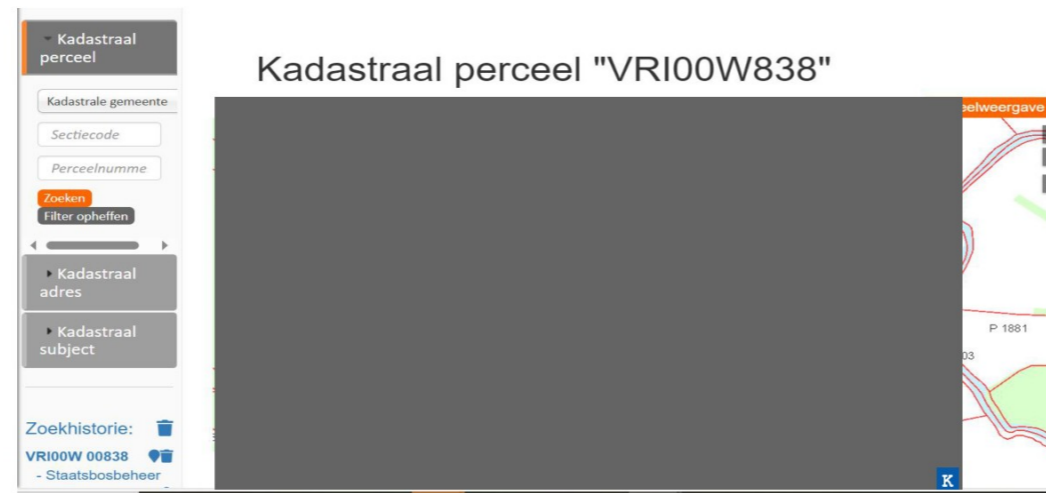 Kadastraal
perceel
Kadastrale gemeente
Sectiecode
Perceelnumme
Zoeken
Filter opheffen
Kadastraal
adres
Kadastraal
subject
Zoekhistorie:
VRI00W 00838
- Staatsbosbeheer
Kadastraal perceel "VRI00W838"
eelweergave
P 1881
03
K